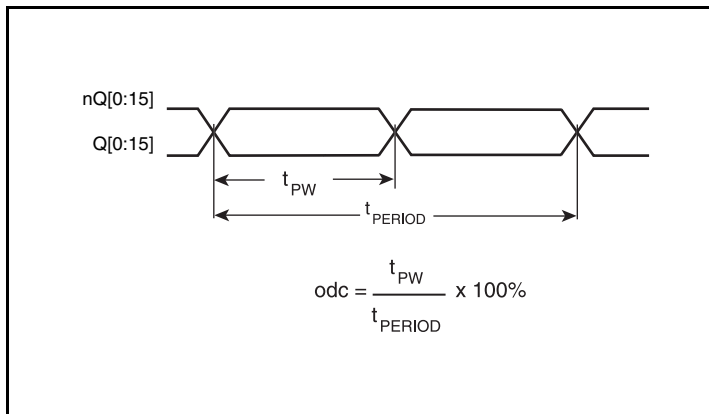 nQ[0:15]
Q[0:15]
tPW
tPERIOD
odc = tPW / tPERIOD x 100%